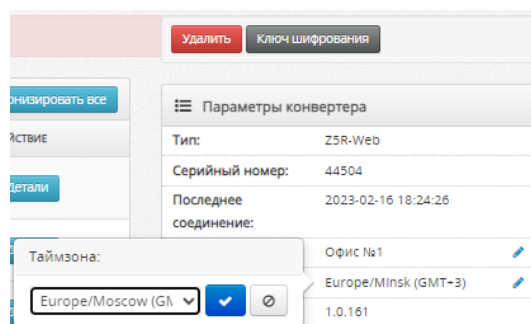 Удалить Ключ шифрования
онизировать все
Параметры конвертера
йствие
Тип: Z5R-Web
Серийный номер: 44504
етали
Последнее соединение: 2023-02-16 18:24:26
Таймзона:
Офис №1
Europe/Minsk (GMT+3)
Europe/Moscow (GM
1.0.161